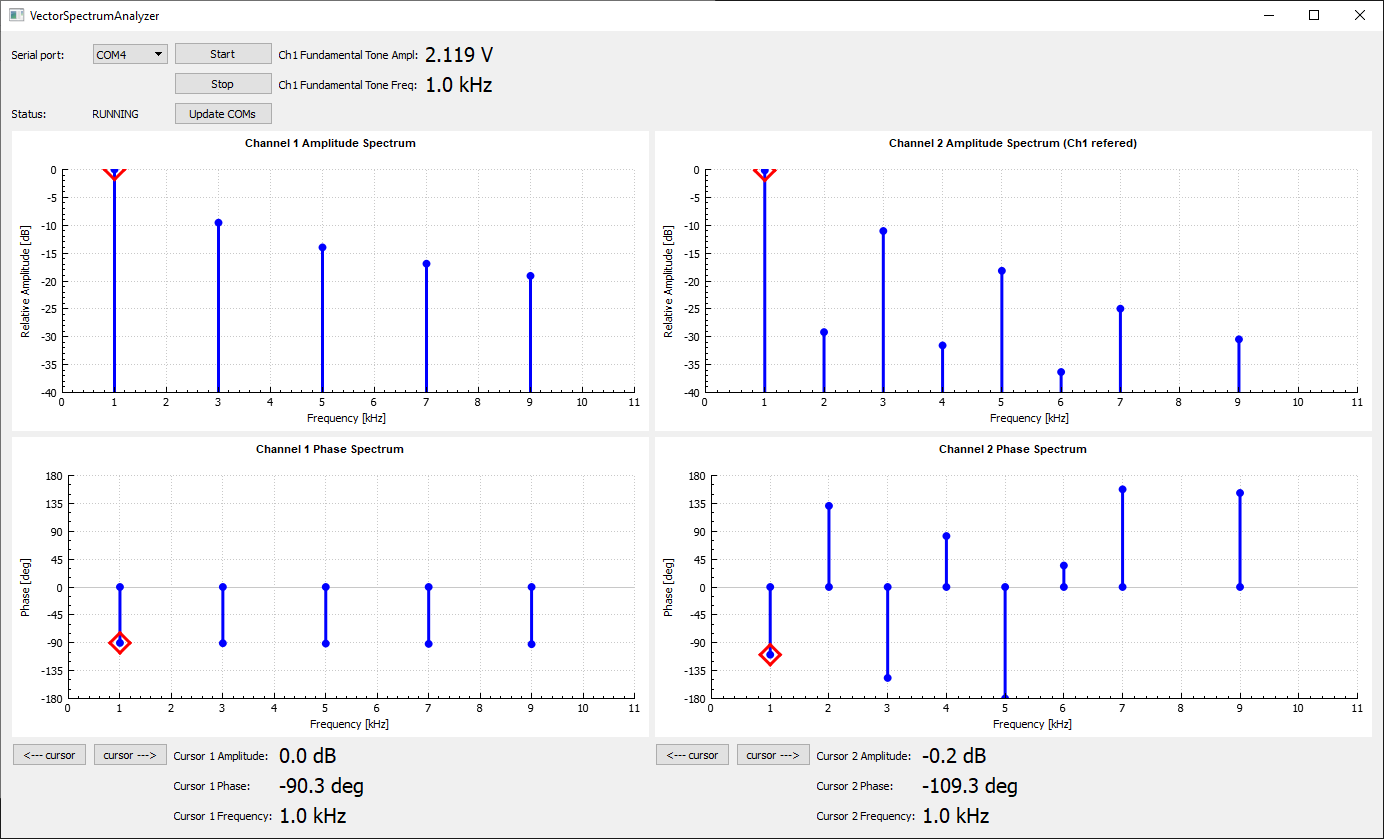 VectorSpectrumAnalyzer
Serial port: COM4 Start Ch1 Fundamental Tone Ampl: 2.119 V
Stop Ch1 Fundamental Tone Freq: 1.0 kHz
Status: RUNNING Update COMs
Channel 1 Amplitude Spectrum
Relative Amplitude [dB]
0
-5
-10
-15
-20
-25
-30
-35
-40
0 1 2 3 4 5 6 7 8 9 10 11
Frequency [kHz]
Channel 2 Amplitude Spectrum (Ch1 refered)
Relative Amplitude [dB]
0
-5
-10
-15
-20
-25
-30
-35
-40
0 1 2 3 4 5 6 7 8 9 10 11
Frequency [kHz]
Channel 1 Phase Spectrum
Phase [deg]
180
135
90
45
0
-45
-90
-135
-180
0 1 2 3 4 5 6 7 8 9 10 11
Frequency [kHz]
Channel 2 Phase Spectrum
Phase [deg]
180
135
90
45
0
-45
-90
-135
-180
0 1 2 3 4 5 6 7 8 9 10 11
Frequency [kHz]
<--- cursor cursor ---> Cursor 1 Amplitude: 0.0 dB
Cursor 1 Phase: -90.3 deg
Cursor 1 Frequency: 1.0 kHz
<--- cursor cursor ---> Cursor 2 Amplitude: -0.2 dB
Cursor 2 Phase: -109.3 deg
Cursor 2 Frequency: 1.0 kHz